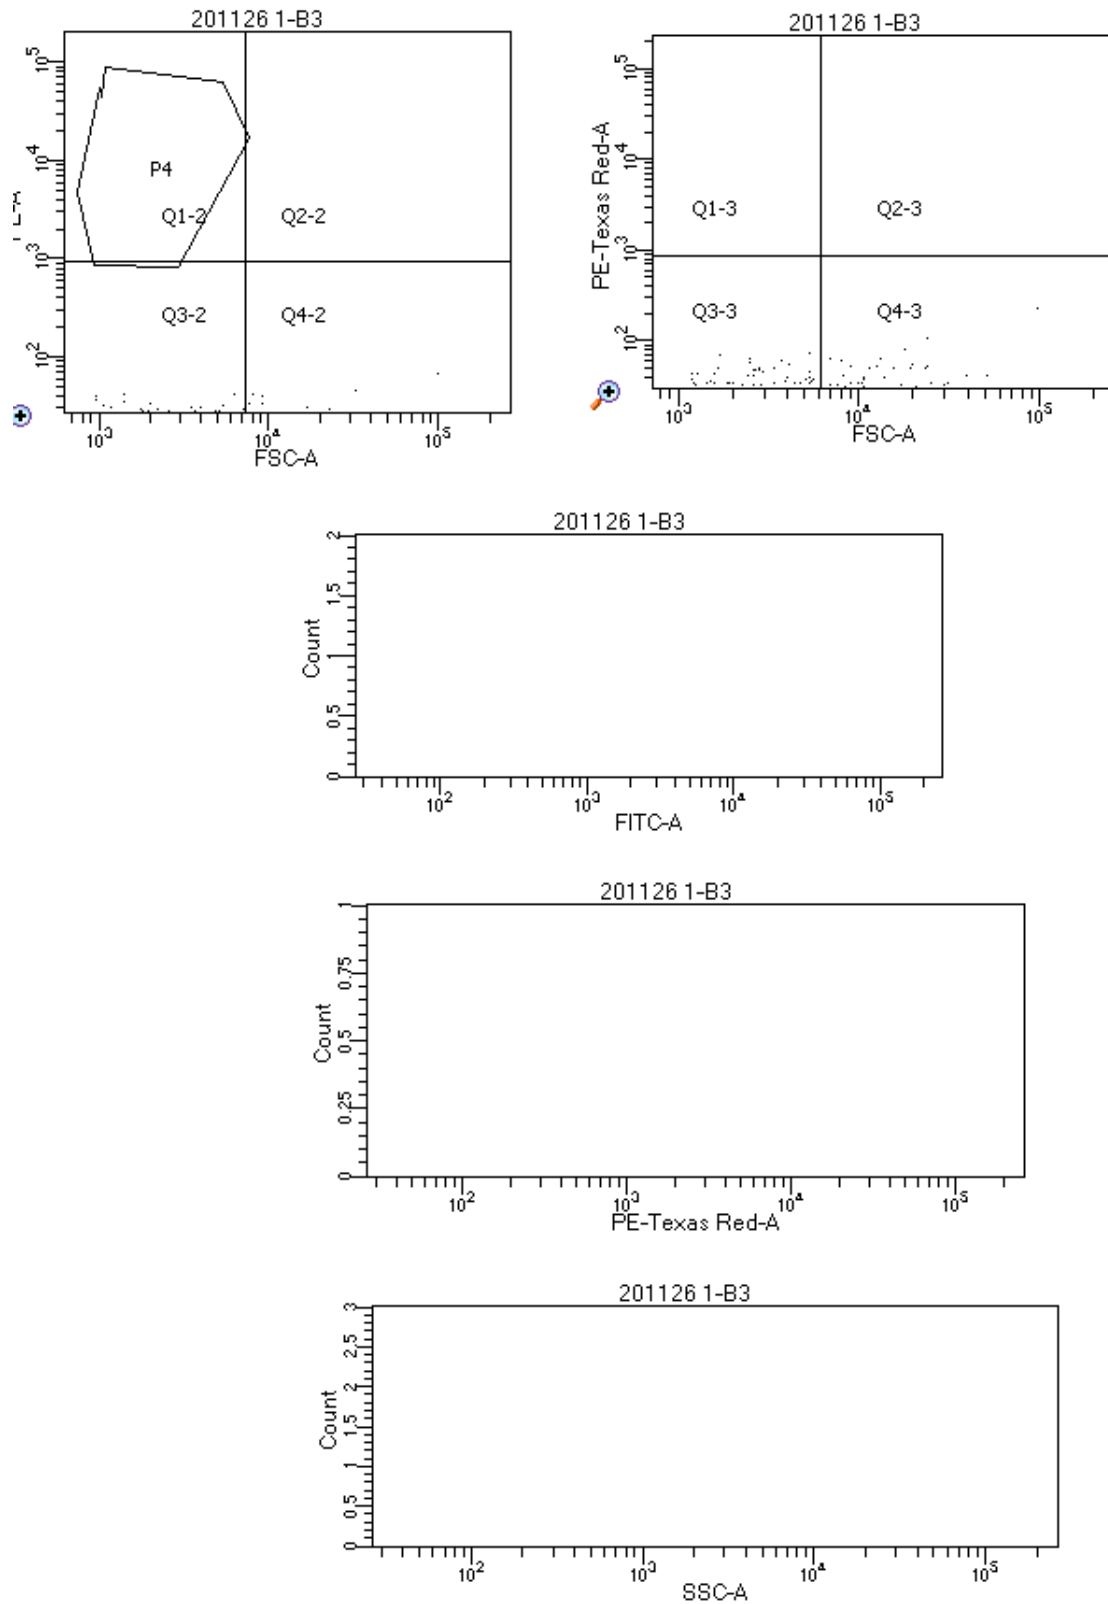 201126 1-B3
10^5
10^4
10^3
10^2
P4
Q1-2
Q2-2
Q3-2
Q4-2
10^3
10^4
10^5
FSC-A
201126 1-B3
PE-Texas Red-A
10^5
10^4
10^3
10^2
Q1-3
Q2-3
Q3-3
Q4-3
10^3
10^4
10^5
FSC-A
201126 1-B3
Count
2
1.5
1
0.5
0
10^2
10^3
10^4
10^5
FITC-A
201126 1-B3
Count
1
0.75
0.5
0.25
0
10^2
10^3
10^4
10^5
PE-Texas Red-A
201126 1-B3
Count
3
2.5
2
1.5
1
0.5
0
10^2
10^3
10^4
10^5
SSC-A